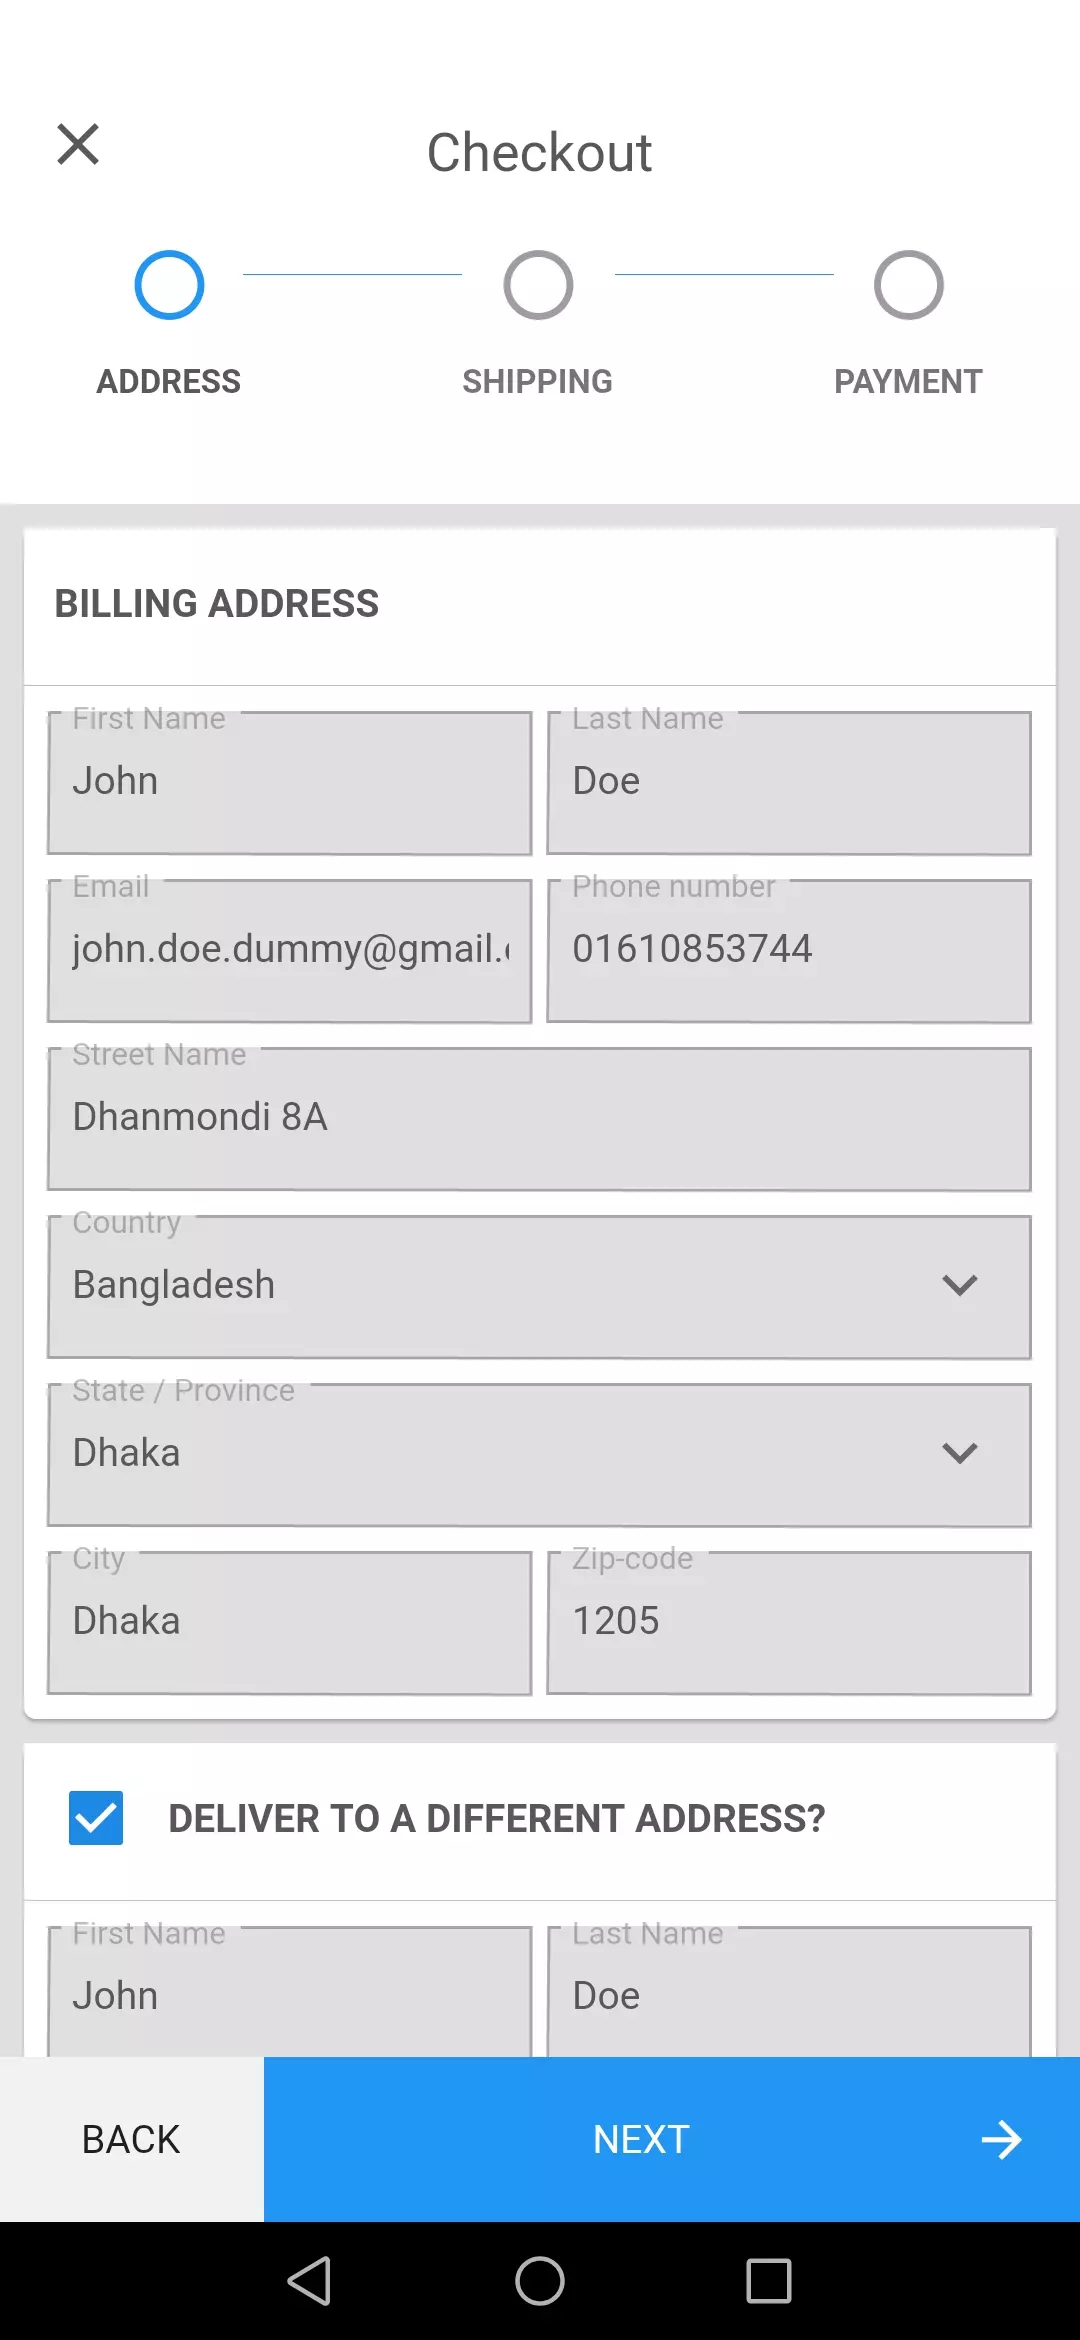 Checkout
ADDRESS SHIPPING PAYMENT
BILLING ADDRESS
First Name Last Name
John Doe
Email Phone number
john.doe.dummy@gmail. 01610853744
Street Name
Dhanmondi 8A
Country
Bangladesh
State / Province
Dhaka
City Zip-code
Dhaka 1205
DELIVER TO A DIFFERENT ADDRESS?
First Name Last Name
John Doe
BACK NEXT